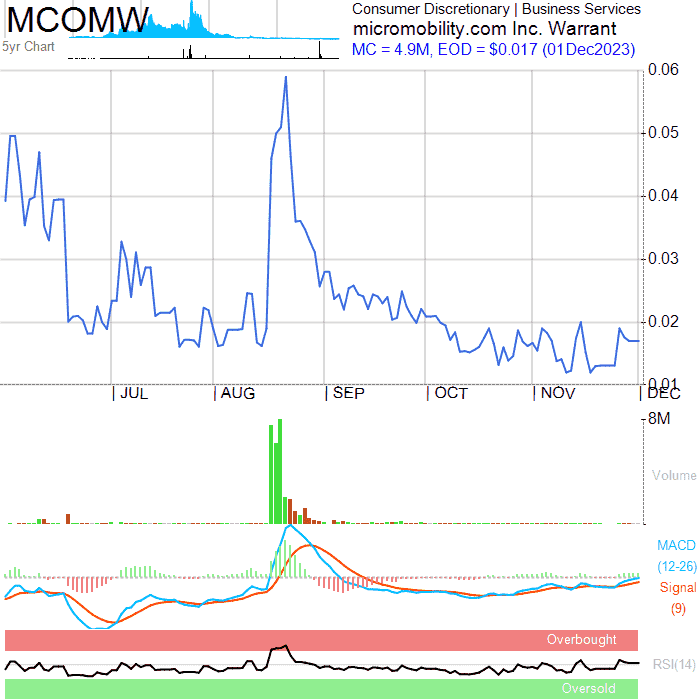 MCOMW
5yr Chart
Consumer Discretionary | Business Services
micromobility.com Inc. Warrant
MC = 4.9M, EOD = $0.017 (01Dec2023)
0.06
0.05
0.04
0.03
0.02
0.01
JUL AUG SEP OCT NOV DEC
8M
Volume
MACD
(12-26)
Signal
(9)
Overbought
RSI(14)
Oversold